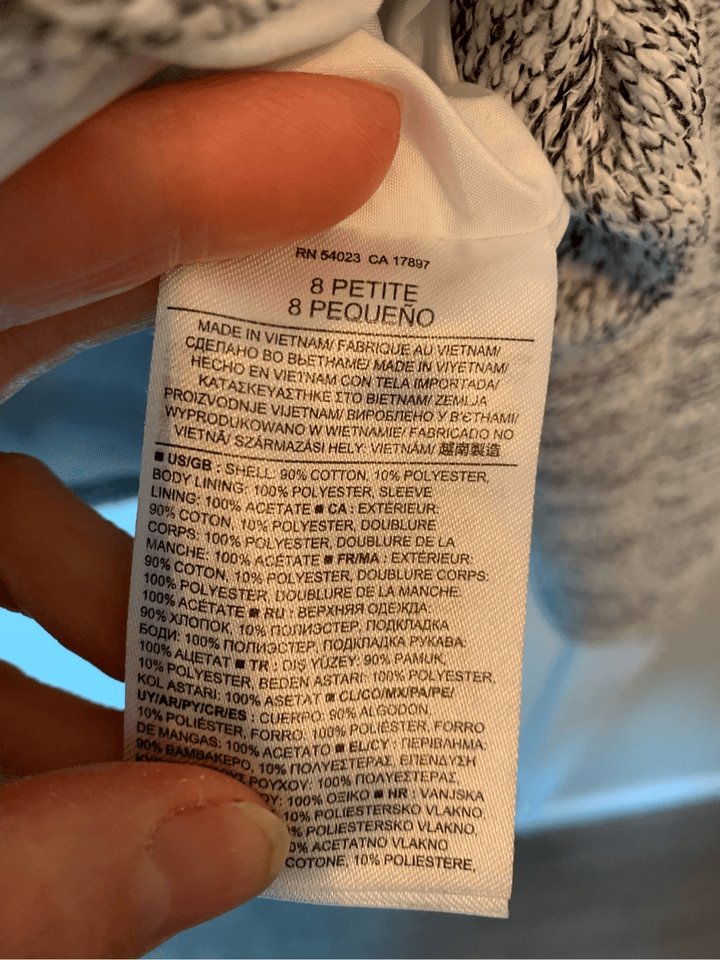 RN 54023 CA 17897
8 PETITE
8 PEQUEÑO
MADE IN VIETNAM/ FABRIQUE AU VIETNAM/
СДЕЛАНО ВО ВЬЕТНАМЕ/ MADE IN VIYETNAM/
HECHO EN VIETNAM CON TELA IMPORTADA/
ΚΑΤΑΣΚΕΥΑΣΤΗΚΕ ΣΤΟ ΒΙΕΤΝΑΜ/ ZEMLJA
PROIZVODNJE VIJETNAM/ ВИРОБЛЕНО У В'ЄТНАМІ/
WYPRODUKOWANO W WIETNAMIE/ FABRICADO NO
VIETNÃ/ SZÁRMAZÁSI HELY: VIETNÁM/ 越南製造
■ US/GB : SHELL: 90% COTTON, 10% POLYESTER,
BODY LINING: 100% POLYESTER, SLEEVE
LINING: 100% ACETATE ■ CA : EXTÉRIEUR:
90% COTON, 10% POLYESTER, DOUBLURE
CORPS: 100% POLYESTER, DOUBLURE DE LA
MANCHE: 100% ACÉTATE ■ FR/MA : EXTÉRIEUR:
90% COTON, 10% POLYESTER, DOUBLURE CORPS:
100% POLYESTER, DOUBLURE DE LA MANCHE:
100% ACÉTATE ■ RU : ВЕРХНЯЯ ОДЕЖДА:
90% ХЛОПОК, 10% ПОЛИЭСТЕР, ПОДКЛАДКА
БОДИ: 100% ПОЛИЭСТЕР, ПОДКЛАДКА РУКАВА:
100% АЦЕТАТ ■ TR : DIŞ YÜZEY: 90% PAMUK,
10% POLYESTER, BEDEN ASTARI: 100% POLYESTER,
KOL ASTARI: 100% ASETAT ■ CL/CO/MX/PA/PE/
UY/AR/PY/CR/ES : CUERPO: 90% ALGODÓN,
10% POLIÉSTER, FORRO: 100% POLIÉSTER, FORRO
DE MANGAS: 100% ACETATO ■ EL/CY : ΠΕΡΙΒΛΗΜΑ:
90% ΒΑΜΒΑΚΕΡΟ, 10% ΠΟΛΥΕΣΤΕΡΑΣ, ΕΠΕΝΔΥΣΗ
ΡΟΥΧΟΥ: 100% ΠΟΛΥΕΣΤΕΡΑΣ,
100% ΟΞΙΚΟ ■ HR : VANJSKA
10% POLIESTERSKO VLAKNO,
POLIESTERSKO VLAKNO,
ACETATNO VLAKNO
COTONE, 10% POLIESTERE,